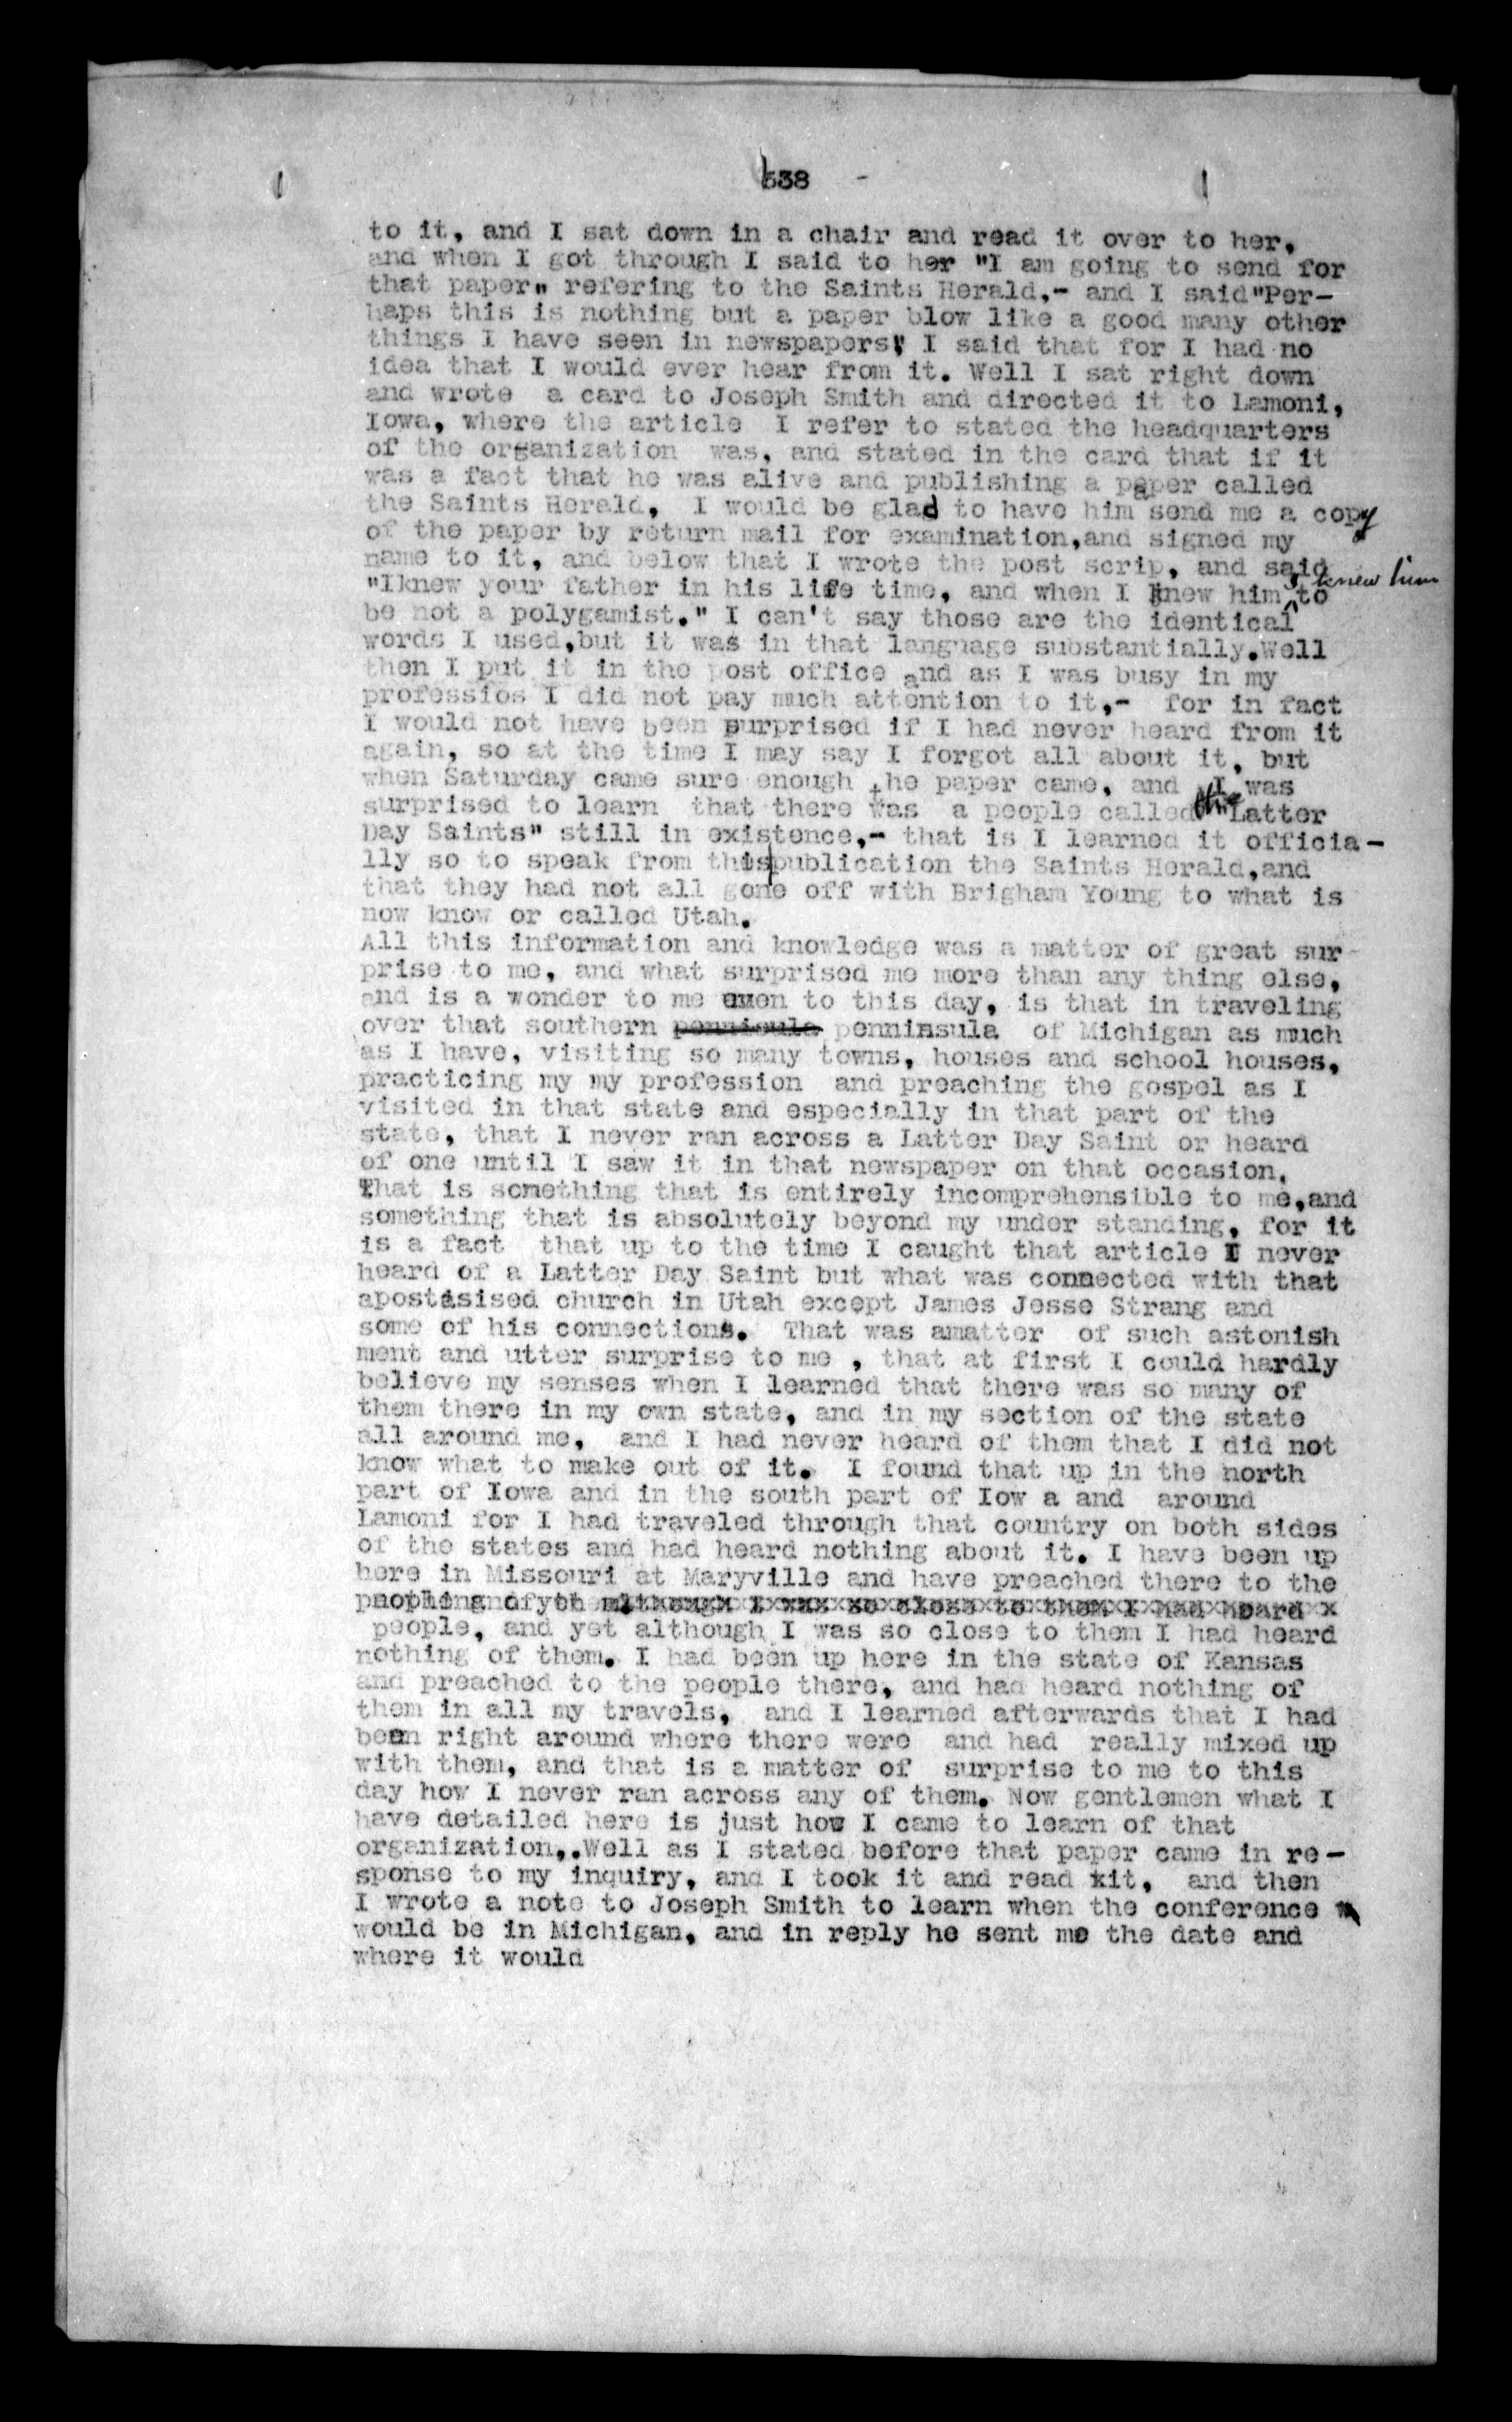 538 -
to it, and I sat down in a chair and read it over to her,
and when I got through I said to her "I am going to send for
that paper" refering to the Saints Herald,- and I said"Per-
haps this is nothing but a paper blow like a good many other
things I have seen in newspapers" I said that for I had no
idea that I would ever hear from it. Well I sat right down
and wrote a card to Joseph Smith and directed it to Lamoni,
Iowa, where the article I refer to stated the headquarters
of the organization was, and stated in the card that if it
was a fact that he was alive and publishing a paper called
the Saints Herald, I would be glad to have him send me a copy
of the paper by return mail for examination,and signed my
name to it, and below that I wrote the post scrip, and said
"Iknew your father in his life time, and when I knew him ^ I knew him to
be not a polygamist." I can't say those are the identical
words I used,but it was in that language substantially.Well
then I put it in the post office and as I was busy in my
professios I did not pay much attention to it,- for in fact
I would not have been surprised if I had never heard from it
again, so at the time I may say I forgot all about it, but
when Saturday came sure enough the paper came, and I was
surprised to learn that there was a people called the "Latter
Day Saints" still in existence,- that is I learned it officia-
lly so to speak from this|publication the Saints Herald,and
that they had not all gone off with Brigham Young to what is
now know or called Utah.
All this information and knowledge was a matter of great sur-
prise to me, and what surprised me more than any thing else,
and is a wonder to me even to this day, is that in traveling
over that southern pennisula penninsula of Michigan as much
as I have, visiting so many towns, houses and school houses,
practicing my my profession and preaching the gospel as I
visited in that state and especially in that part of the
state, that I never ran across a Latter Day Saint or heard
of one until I saw it in that newspaper on that occasion.
That is something that is entirely incomprehensible to me,and
something that is absolutely beyond my under standing, for it
is a fact that up to the time I caught that article I never
heard of a Latter Day Saint but what was connected with that
apostasised church in Utah except James Jesse Strang and
some of his connections. That was amatter of such astonish
ment and utter surprise to me , that at first I could hardly
believe my senses when I learned that there was so many of
them there in my own state, and in my section of the state
all around me, and I had never heard of them that I did not
know what to make out of it. I found that up in the north
part of Iowa and in the south part of Iow a and around
Lamoni for I had traveled through that country on both sides
of the states and had heard nothing about it. I have been up
here in Missouri at Maryville and have preached there to the
although I was so close to them I had heard x
people, and yet although I was so close to them I had heard
nothing of them. I had been up here in the state of Kansas
and preached to the people there, and had heard nothing of
them in all my travels, and I learned afterwards that I had
been right around where there were and had really mixed up
with them, and that is a matter of surprise to me to this
day how I never ran across any of them. Now gentlemen what I
have detailed here is just how I came to learn of that
organization,.Well as I stated before that paper came in re-
sponse to my inquiry, and I took it and read xit, and then
I wrote a note to Joseph Smith to learn when the conference
would be in Michigan, and in reply he sent me the date and
where it would